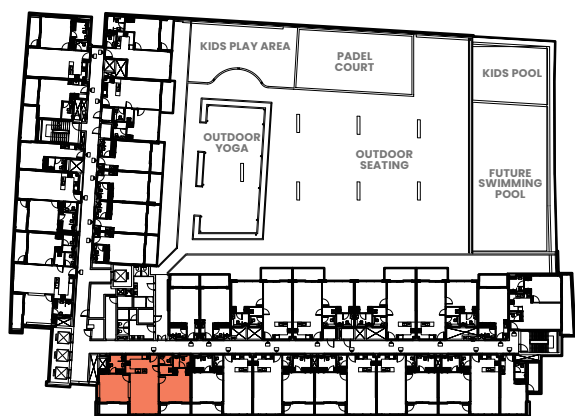 KIDS PLAY AREA
PADEL
COURT
KIDS POOL
OUTDOOR
YOGA
OUTDOOR
SEATING
FUTURE
SWIMMING
POOL